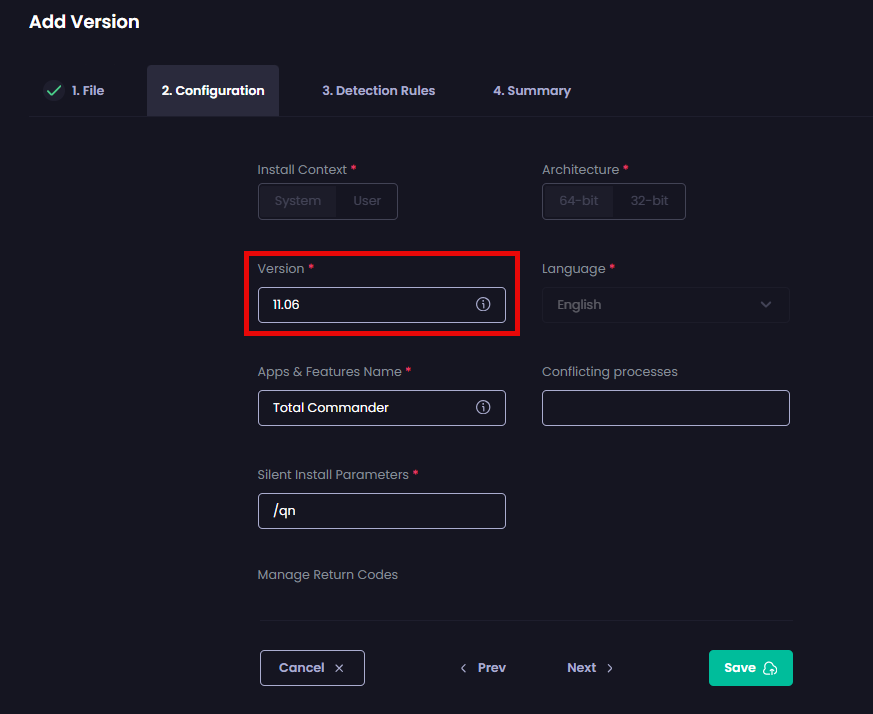 Add Version
1. File
2. Configuration
3. Detection Rules
4. Summary
Install Context *
Architecture *
System
User
64-bit
32-bit
Version *
Language *
11.06
English
Apps & Features Name *
Conflicting processes
Total Commander
Silent Install Parameters *
/qn
Manage Return Codes
Cancel
Prev
Next
Save